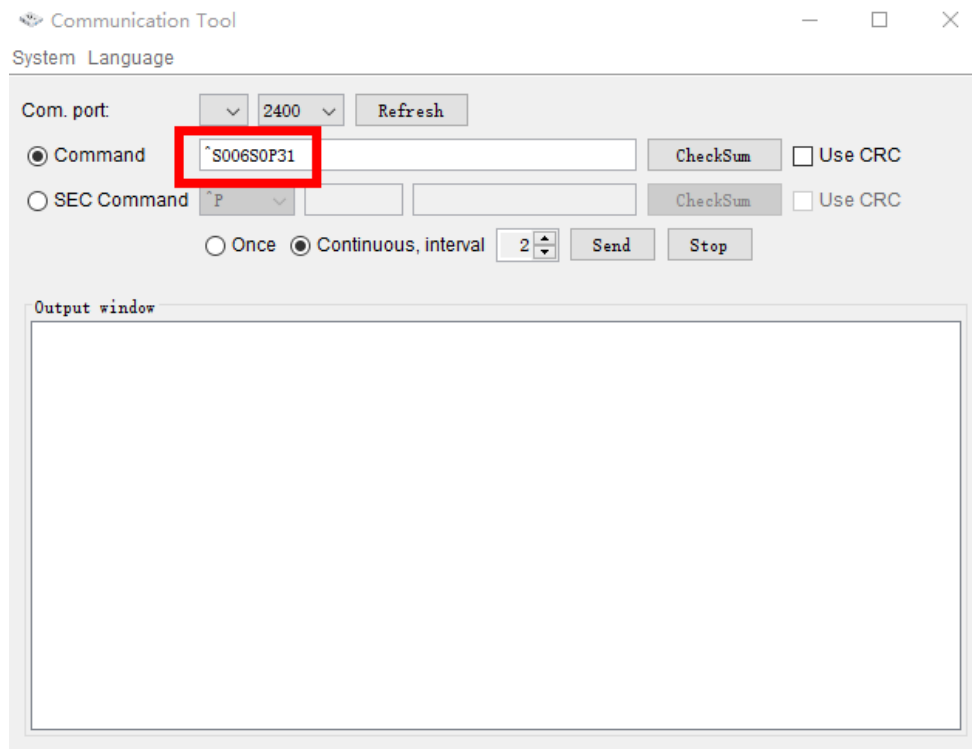 Communication Tool
System Language
Com. port: 2400 Refresh
Command ^S006S0P31 CheckSum Use CRC
SEC Command ^P CheckSum Use CRC
Once Continuous, interval 2 Send Stop
Output window